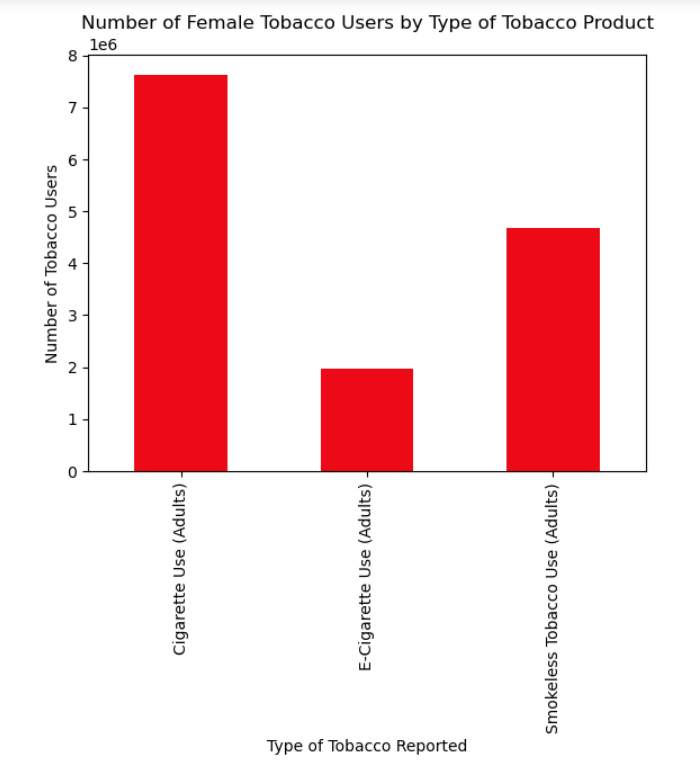 Number of Female Tobacco Users by Type of Tobacco Product
1e6
8
7
6
5
4
3
2
1
0
Number of Tobacco Users
Cigarette Use (Adults)
E-Cigarette Use (Adults)
Smokeless Tobacco Use (Adults)
Type of Tobacco Reported